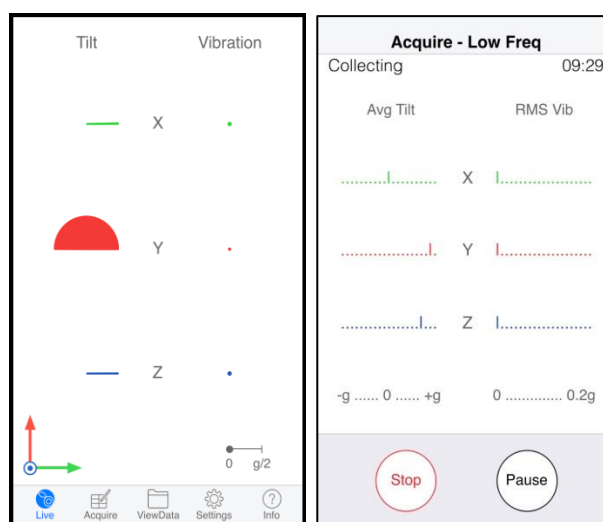 Tilt Vibration
X
Y
Z
0 g/2
Live Acquire ViewData Settings Info
Acquire - Low Freq
Collecting 09:29
Avg Tilt RMS Vib
X
Y
Z
-g ...... 0 ...... +g 0 ............. 0.2g
Stop Pause